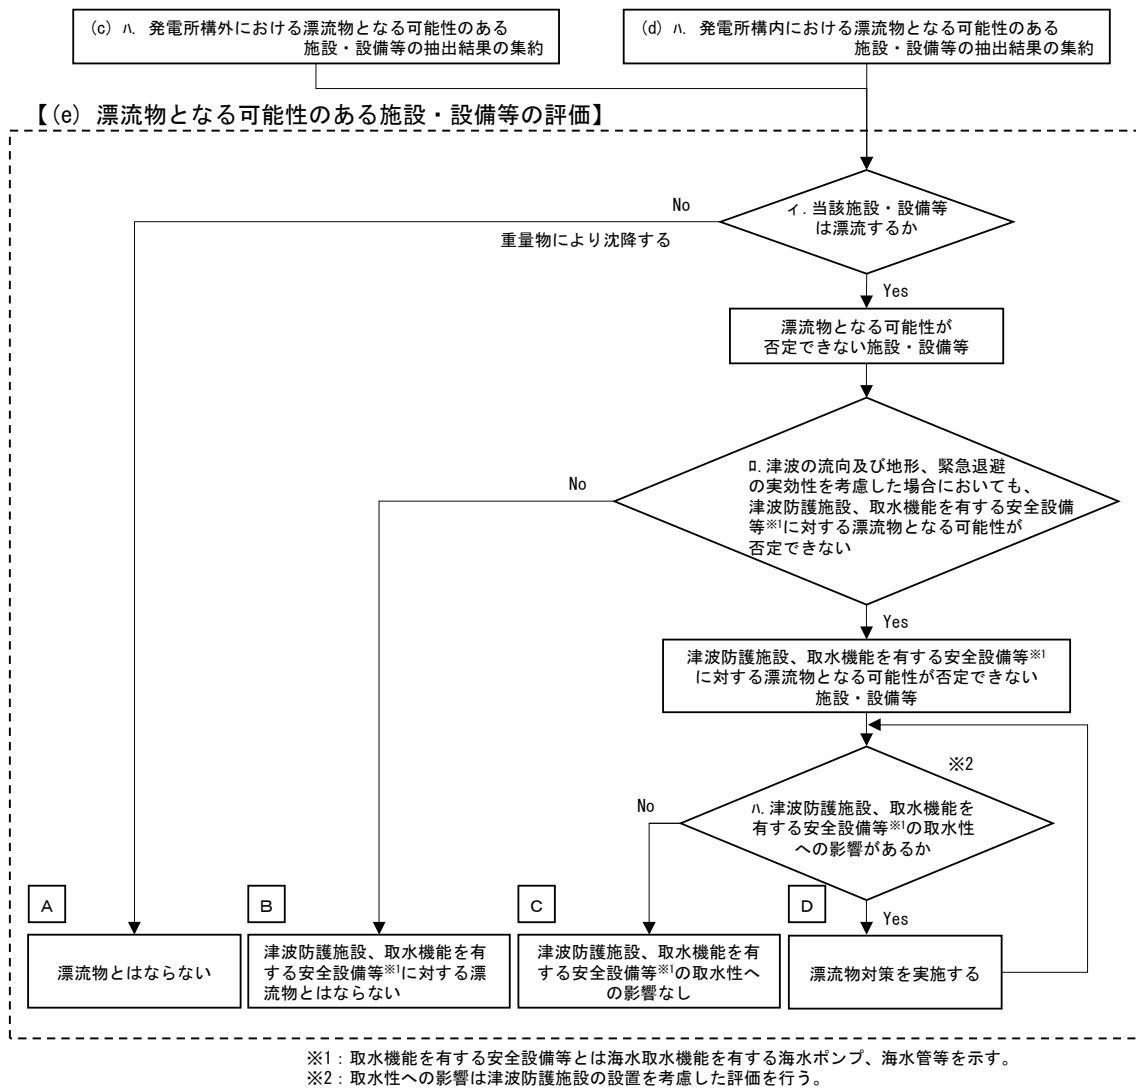 (c) ハ. 発電所構外における漂流物となる可能性のある
施設・設備等の抽出結果の集約
(d) ハ. 発電所構内における漂流物となる可能性のある
施設・設備等の抽出結果の集約
【(e) 漂流物となる可能性のある施設・設備等の評価】
No
イ. 当該施設・設備等
は漂流するか
重量物により沈降する
Yes
漂流物となる可能性が
否定できない施設・設備等
No
ロ. 津波の流向及び地形、緊急退避
の実効性を考慮した場合においても、
津波防護施設、取水機能を有する安全設備
等※1に対する漂流物となる可能性が
否定できない
Yes
津波防護施設、取水機能を有する安全設備等※1
に対する漂流物となる可能性が否定できない
施設・設備等
※2
No
ハ. 津波防護施設、取水機能を
有する安全設備等※1の取水性
への影響があるか
Yes
A
漂流物とはならない
B
津波防護施設、取水機能を有
する安全設備等※1に対する漂
流物とはならない
C
津波防護施設、取水機能を有
する安全設備等※1の取水性へ
の影響なし
D
漂流物対策を実施する
※1：取水機能を有する安全設備等とは海水取水機能を有する海水ポンプ、海水管等を示す。
※2：取水性への影響は津波防護施設の設置を考慮した評価を行う。